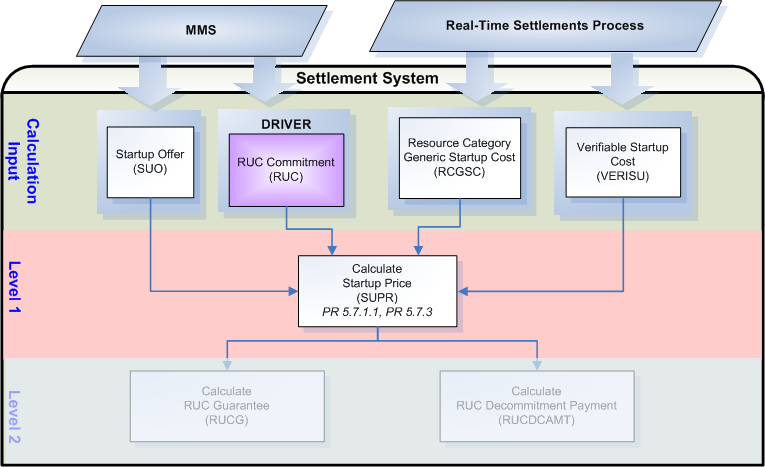 MMS
Real-Time Settlements Process
Settlement System
Calculation
Input
Startup Offer
(SUO)
DRIVER
RUC Commitment
(RUC)
Resource Category
Generic Startup Cost
(RCGSC)
Verifiable Startup
Cost
(VERISU)
Level 1
Calculate
Startup Price
(SUPR)
PR 5.7.1.1, PR 5.7.3
Level 2
Calculate
RUC Guarantee
(RUCG)
Calculate
RUC Decommitment Payment
(RUCDCAMT)